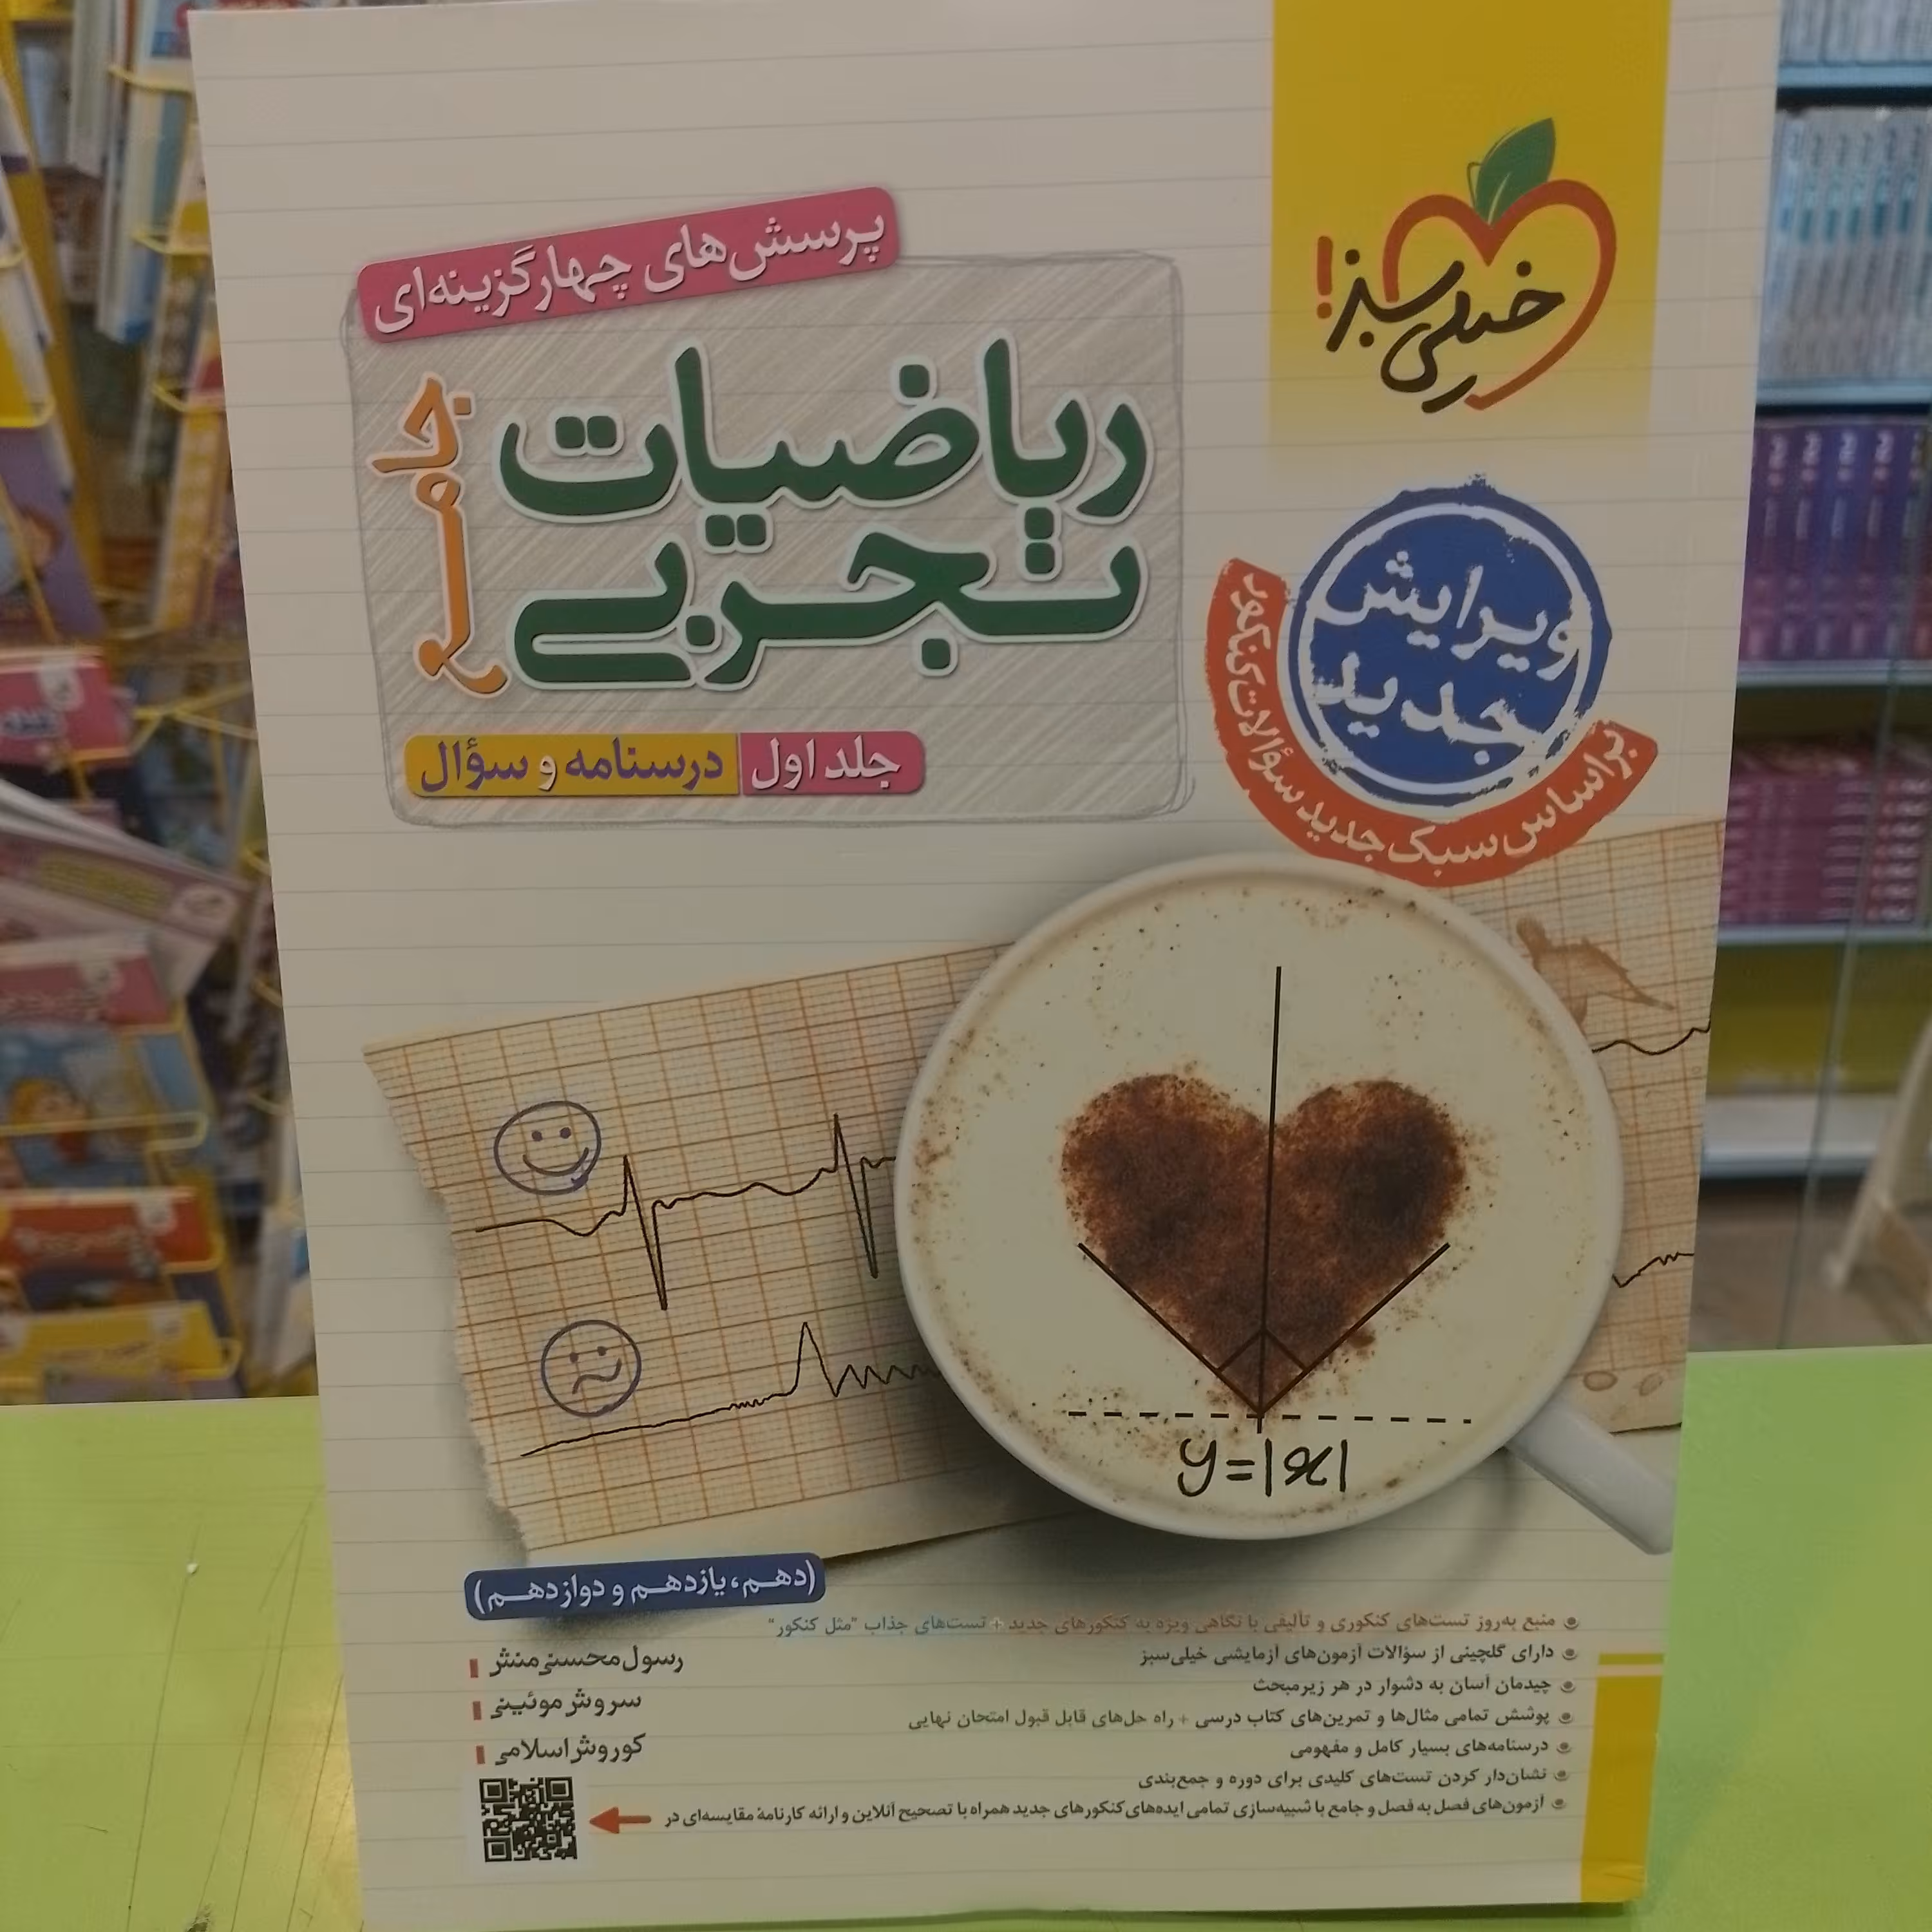 خیلی سبز!
پرسش‌های چهارگزینه‌ای
ریاضیات
تجربی
جامع
جلد اول درسنامه و سؤال
ویرایش
جدید
براساس سبک جدید سؤالات کنکور
y=|x|
(دهم، یازدهم و دوازدهم)
رسول محسنی‌منش
سروش موئینی
کوروش اسلامی
منبع به‌روز تست‌های کنکوری و تألیفی با نگاهی ویژه به کنکورهای جدید + تست‌های جذاب "مثل کنکور"
دارای گلچینی از سؤالات آزمون‌های آزمایشی خیلی‌سبز
چیدمان آسان به دشوار در هر زیرمبحث
پوشش تمامی مثال‌ها و تمرین‌های کتاب درسی + راه حل‌های قابل قبول امتحان نهایی
درسنامه‌های بسیار کامل و مفهومی
نشان‌دار کردن تست‌های کلیدی برای دوره و جمع‌بندی
آزمون‌های فصل به فصل و جامع با شبیه‌سازی تمامی ایده‌های کنکورهای جدید همراه با تصحیح آنلاین و ارائه کارنامهٔ مقایسه‌ای در